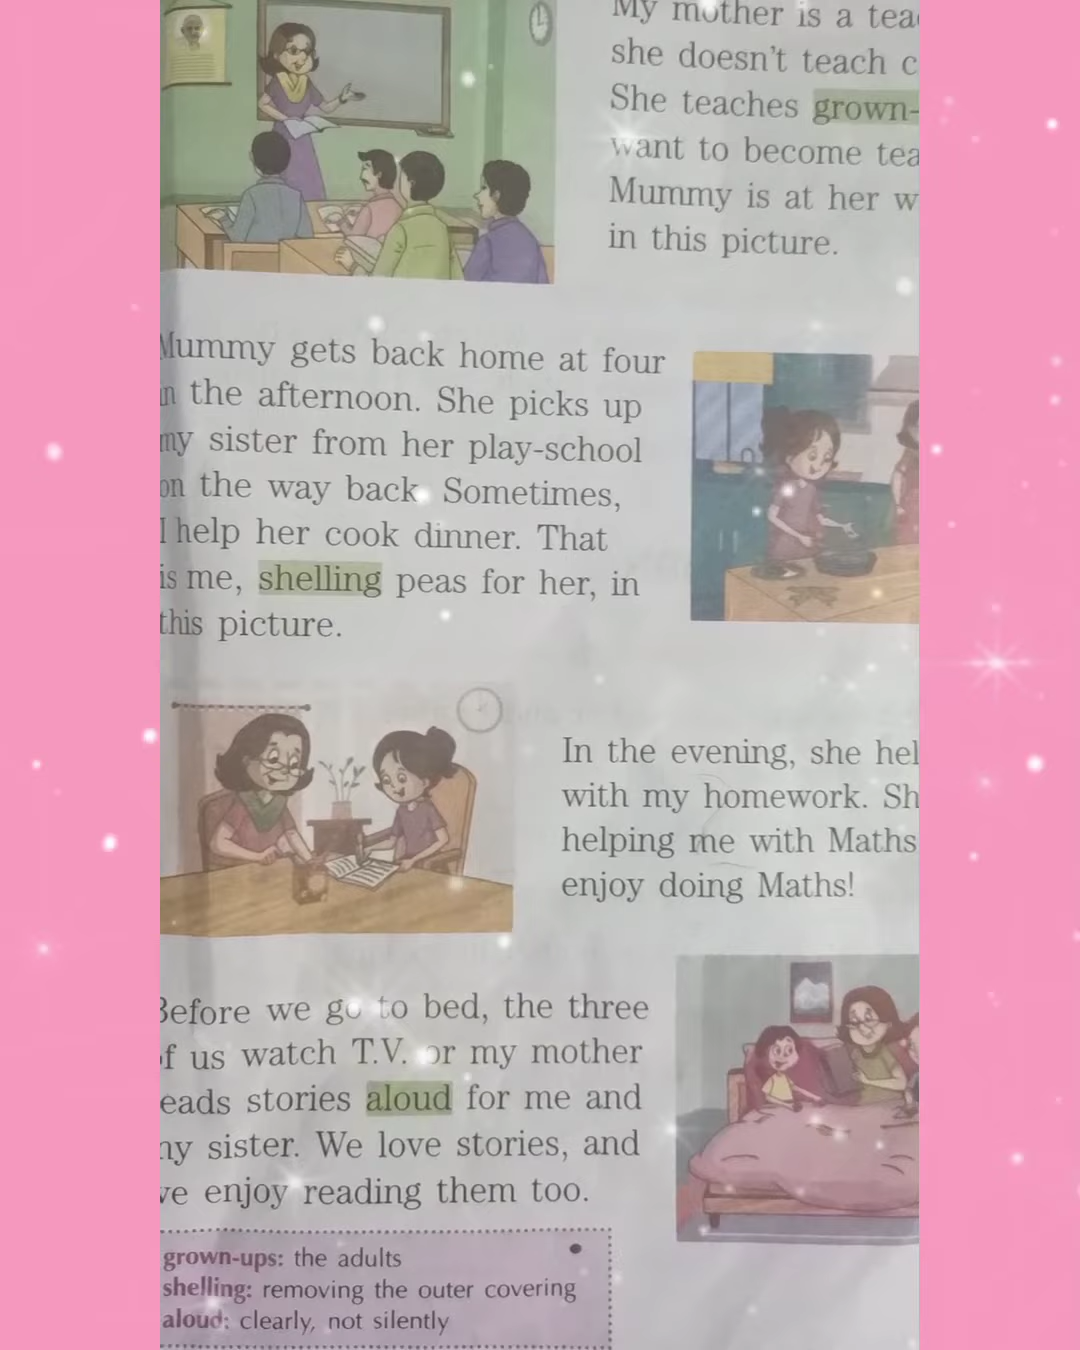 My mother is a tea
she doesn't teach c
She teaches grown-
want to become tea
Mummy is at her w
in this picture.
Mummy gets back home at four
in the afternoon. She picks up
my sister from her play-school
on the way back. Sometimes,
I help her cook dinner. That
is me, shelling peas for her, in
this picture.
In the evening, she hel
with my homework. Sh
helping me with Maths
enjoy doing Maths!
Before we go to bed, the three
of us watch T.V. or my mother
eads stories aloud for me and
my sister. We love stories, and
we enjoy reading them too.
grown-ups: the adults
shelling: removing the outer covering
aloud: clearly, not silently